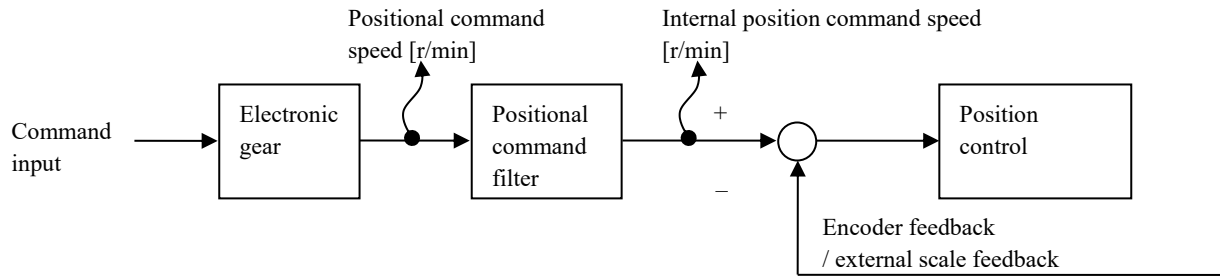 Positional command
speed [r/min]
Internal position command speed
[r/min]
Command
input
Electronic
gear
Positional
command
filter
+
−
Position
control
Encoder feedback
/ external scale feedback